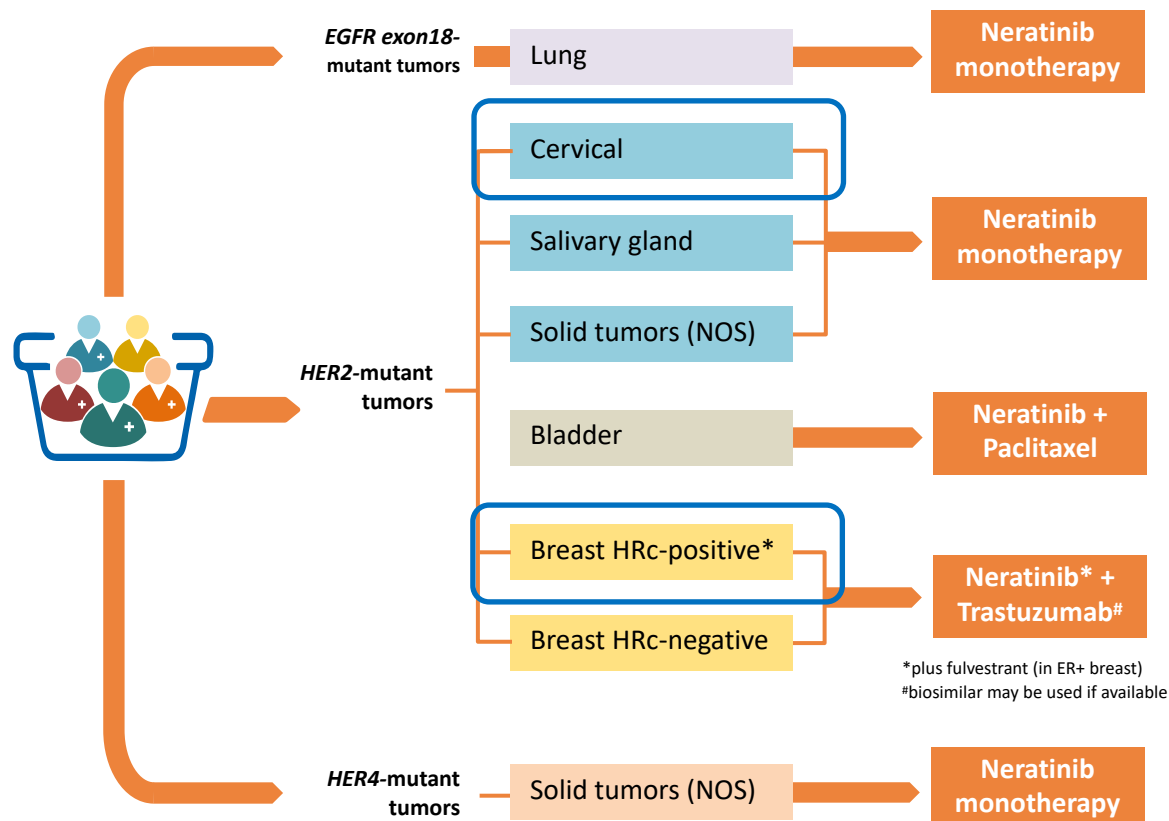 EGFR exon18-
mutant tumors
Lung
Neratinib
monotherapy
Cervical
Salivary gland
Solid tumors (NOS)
Neratinib
monotherapy
HER2-mutant
tumors
Bladder
Neratinib +
Paclitaxel
Breast HRc-positive*
Breast HRc-negative
Neratinib* +
Trastuzumab#
*plus fulvestrant (in ER+ breast)
#biosimilar may be used if available
HER4-mutant
tumors
Solid tumors (NOS)
Neratinib
monotherapy